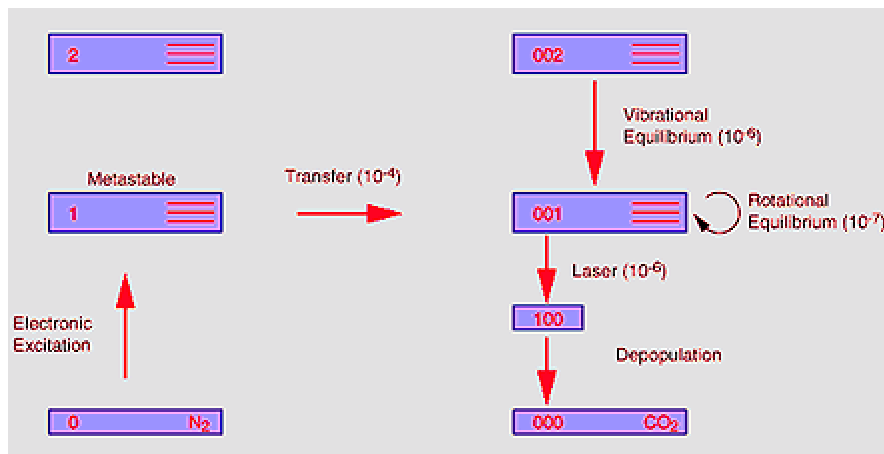 2
002
Vibrational
Equilibrium (10-6)
Metastable
Transfer (10-4)
1
001
Rotational
Equilibrium (10-7)
Laser (10-6)
100
Electronic
Excitation
Depopulation
0 N2
000 CO2